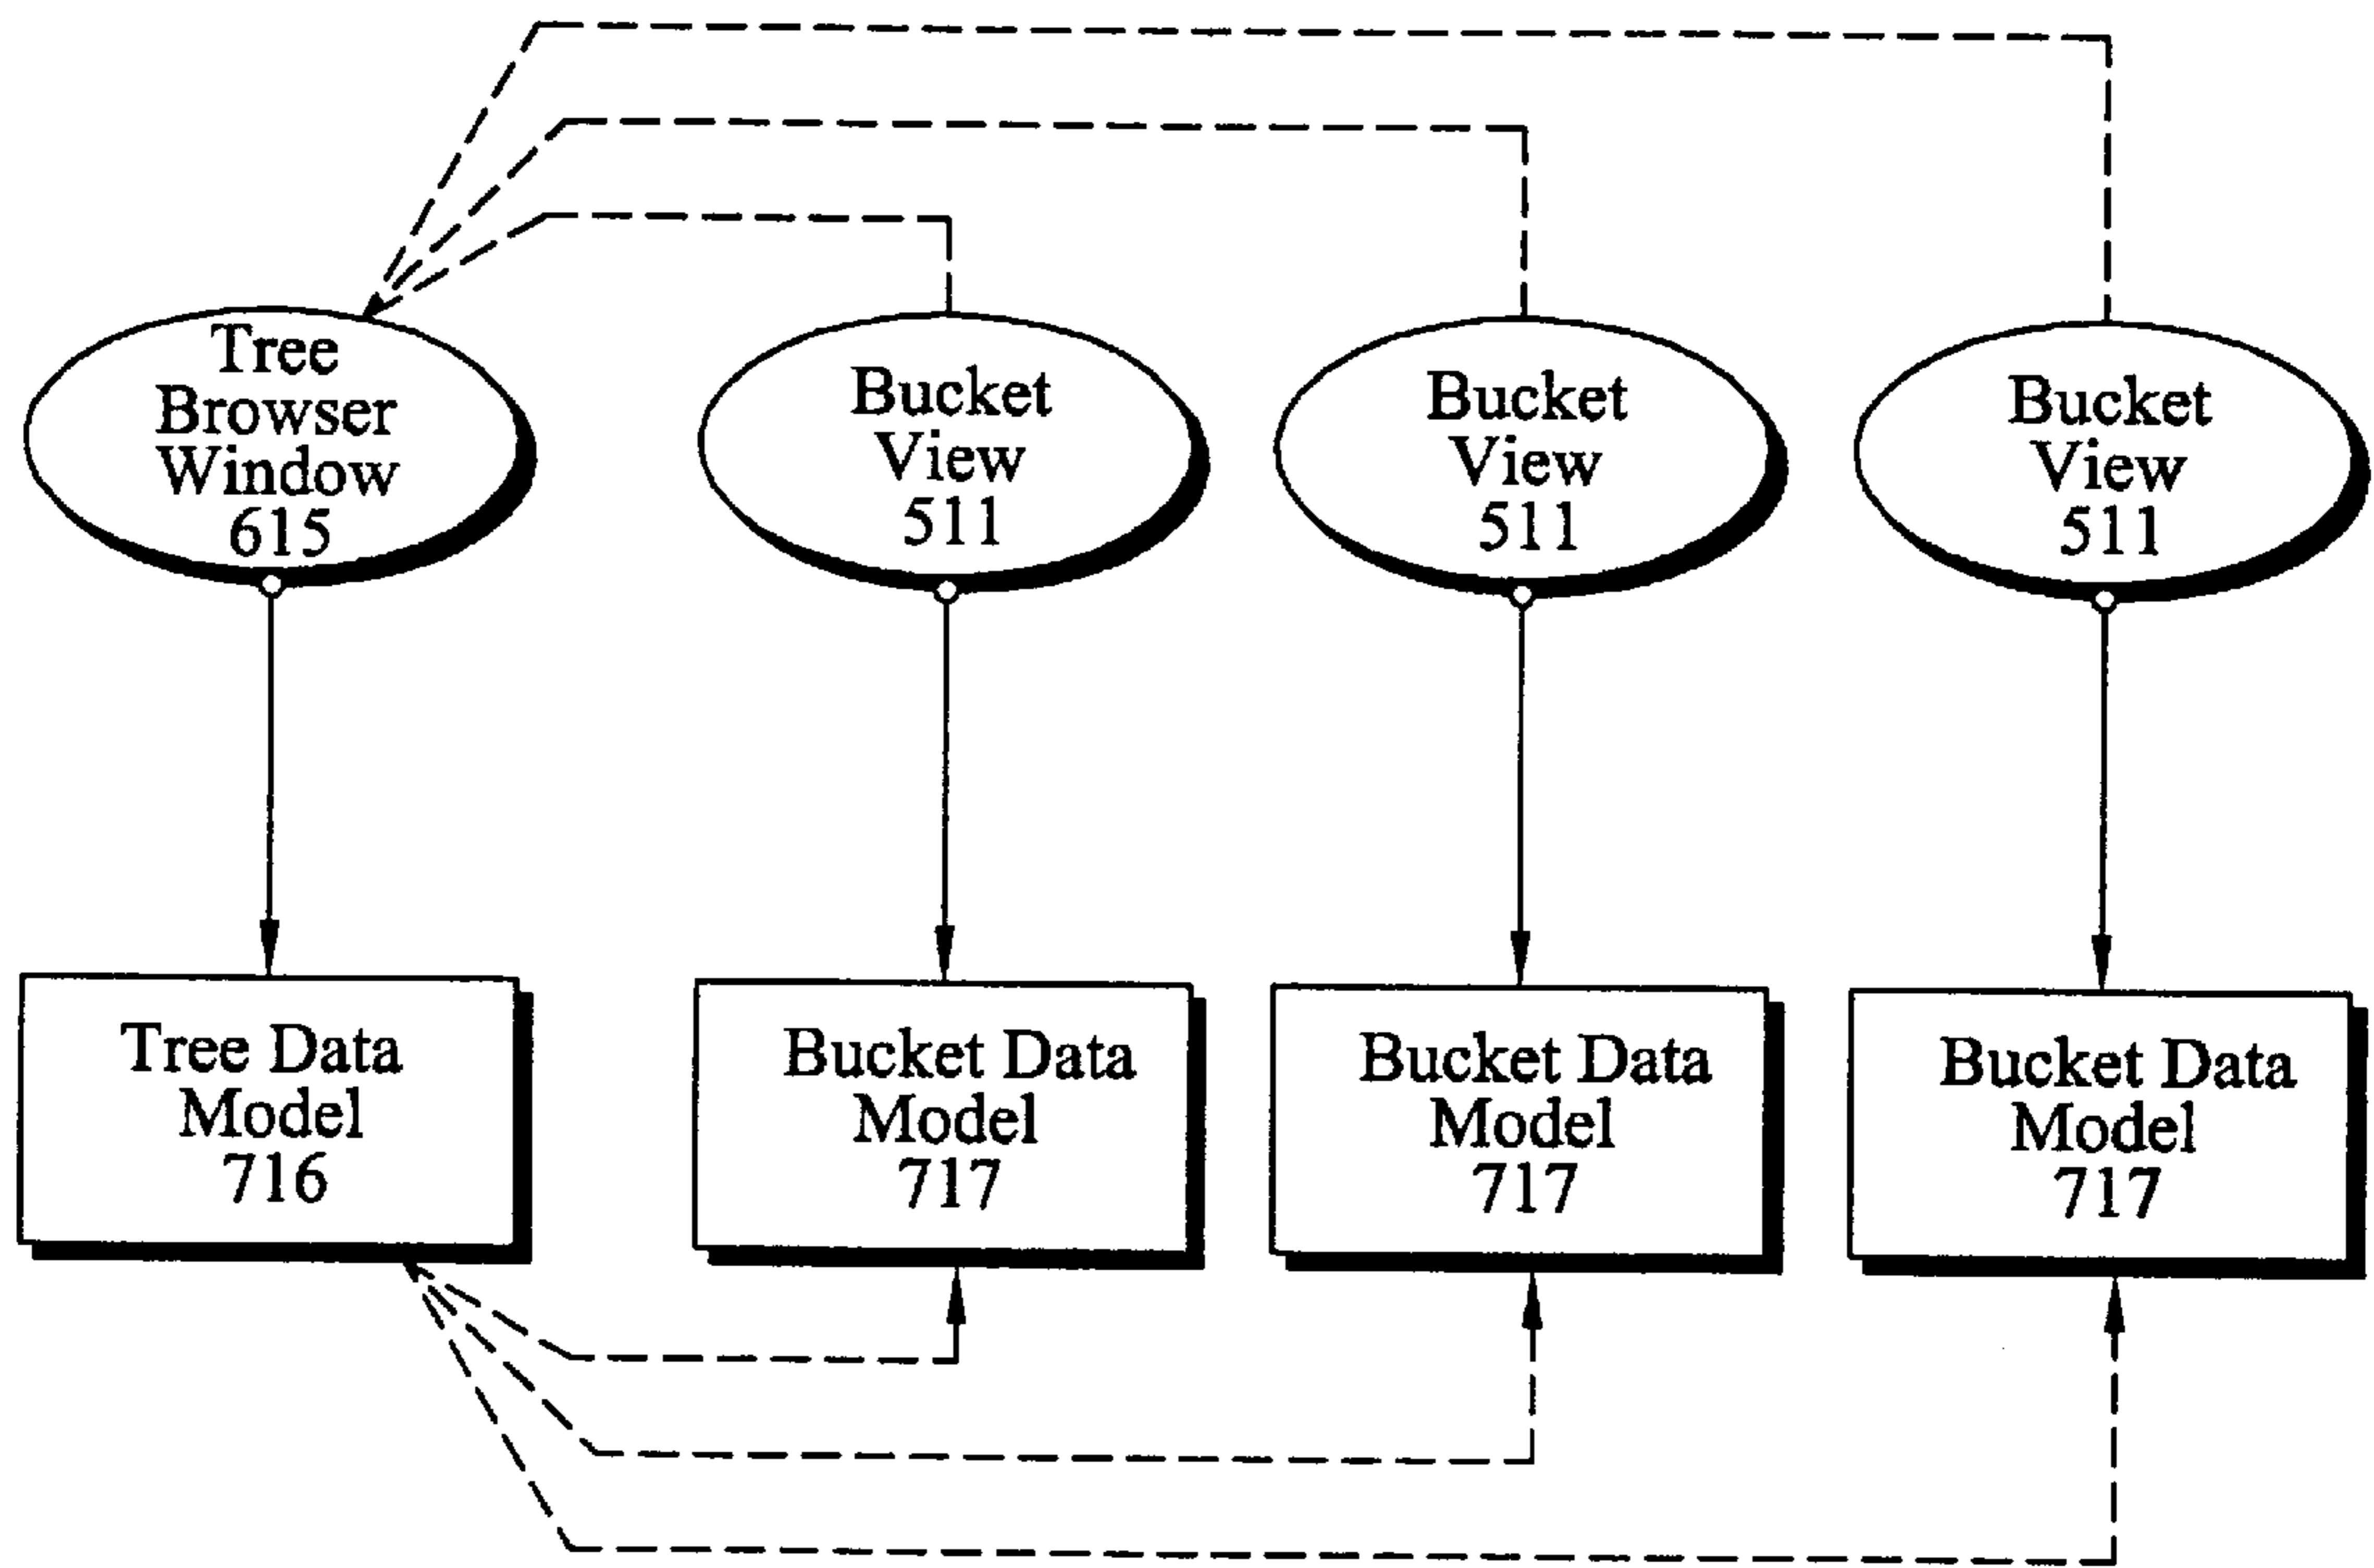 Tree
Browser
Window
615
Bucket
View
511
Bucket
View
511
Bucket
View
511
Tree Data
Model
716
Bucket Data
Model
717
Bucket Data
Model
717
Bucket Data
Model
717